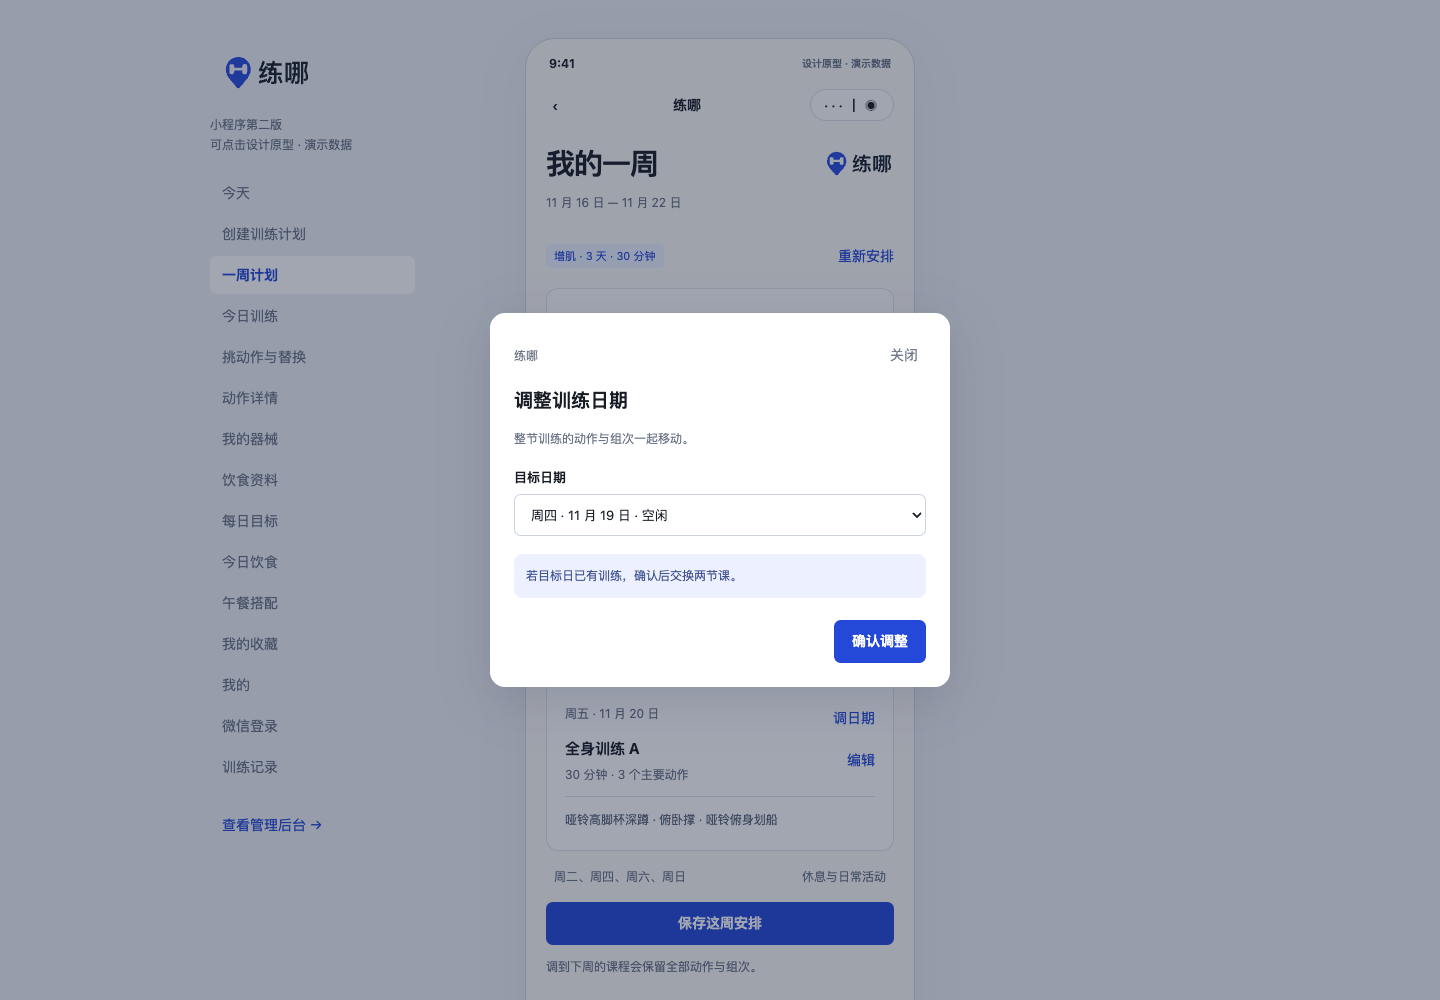 练哪
小程序第二版
可点击设计原型 · 演示数据
今天
创建训练计划
一周计划
今日训练
挑动作与替换
动作详情
我的器械
饮食资料
每日目标
今日饮食
午餐搭配
我的收藏
我的
微信登录
训练记录
查看管理后台 →
9:41
设计原型 · 演示数据
‹
练哪
··· | ◉
我的一周
练哪
11 月 16 日 — 11 月 22 日
增肌 · 3 天 · 30 分钟
重新安排
练哪
关闭
调整训练日期
整节训练的动作与组次一起移动。
目标日期
周四 · 11 月 19 日 · 空闲
若目标日已有训练，确认后交换两节课。
确认调整
周五 · 11 月 20 日
调日期
全身训练 A
编辑
30 分钟 · 3 个主要动作
哑铃高脚杯深蹲 · 俯卧撑 · 哑铃俯身划船
周二、周四、周六、周日
休息与日常活动
保存这周安排
调到下周的课程会保留全部动作与组次。